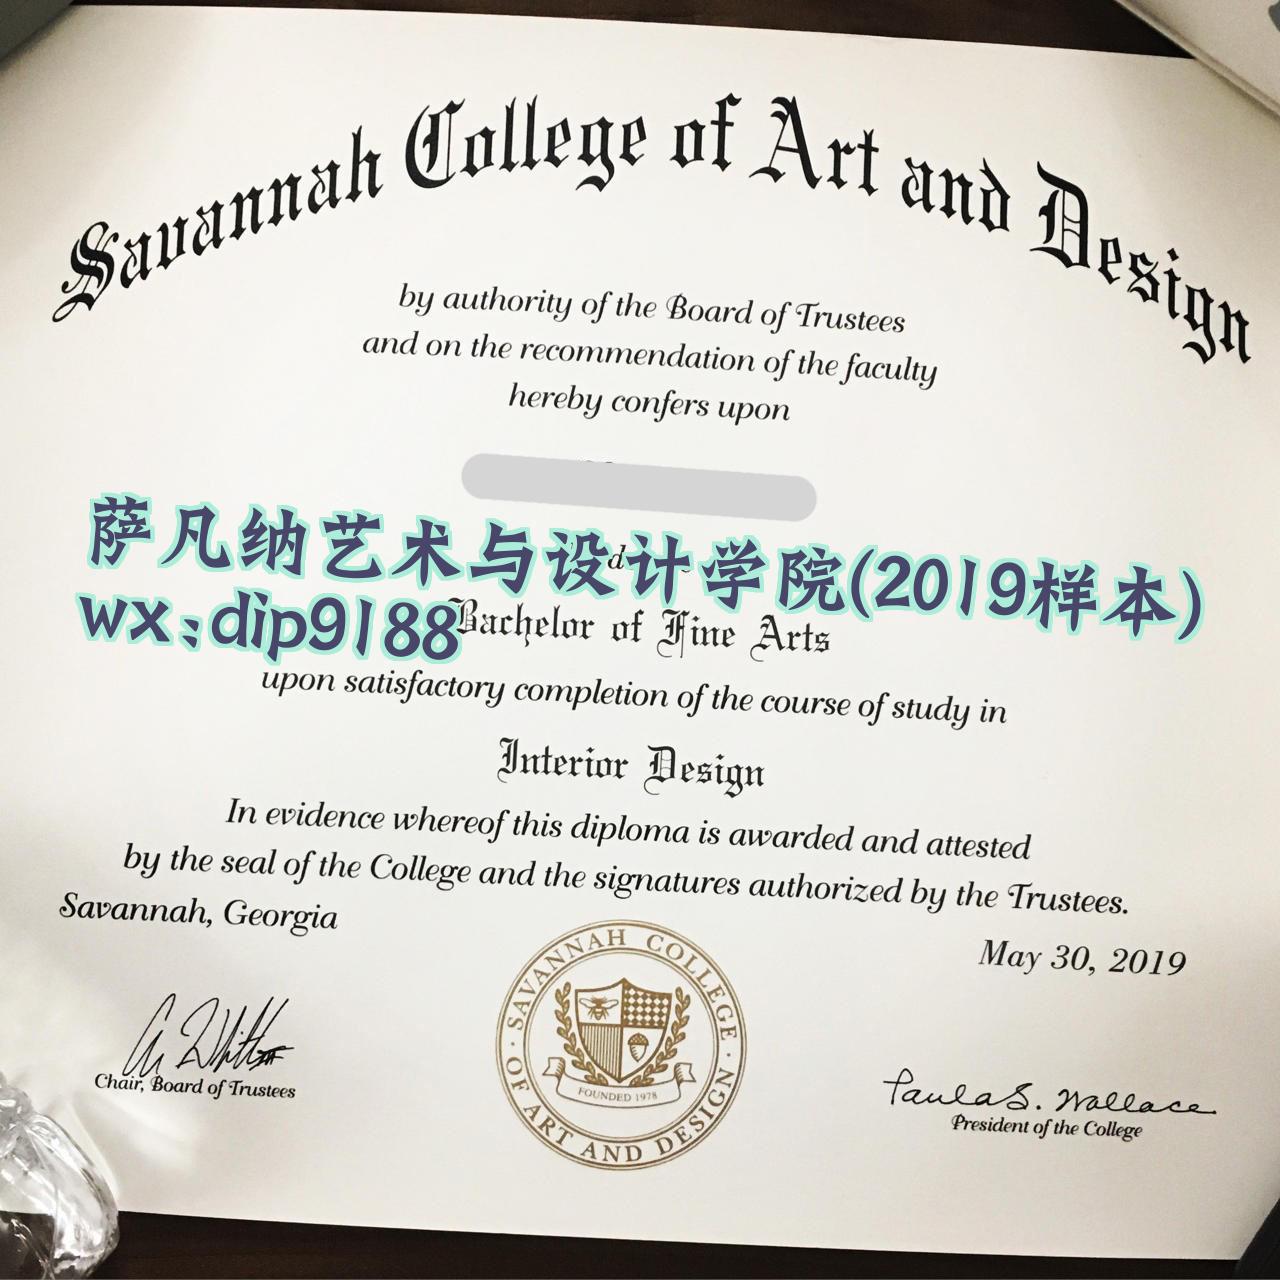 Savannah College of Art and Design
by authority of the Board of Trustees
and on the recommendation of the faculty
hereby confers upon
萨凡纳艺术与设计学院(2019样本)
wx:dip9188
Bachelor of Fine Arts
upon satisfactory completion of the course of study in
Interior Design
In evidence whereof this diploma is awarded and attested
by the seal of the College and the signatures authorized by the Trustees.
Savannah, Georgia
May 30, 2019
Chair, Board of Trustees
SAVANNAH COLLEGE OF ART AND DESIGN
FOUNDED 1978
Paula S. Wallace
President of the College